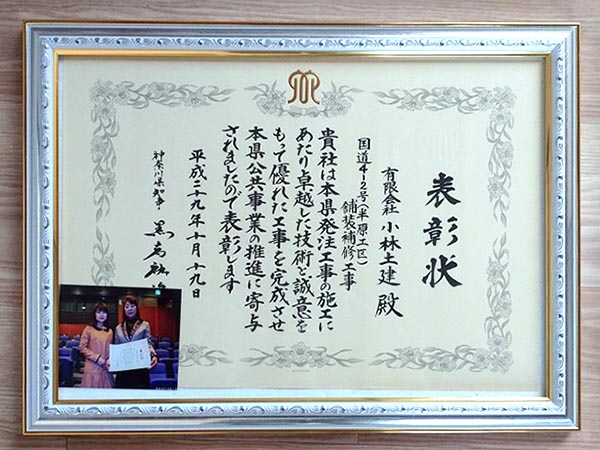 表彰状
有限会社 小林土建 殿
国道412号(平原工区)
舗装補修工事
貴社は本県発注工事の施工に
あたり卓越した技術と誠意を
もって優れた工事を完成させ
本県公共事業の推進に寄与
されましたので表彰します
平成二十九年十月十九日
神奈川県知事 黒岩祐治